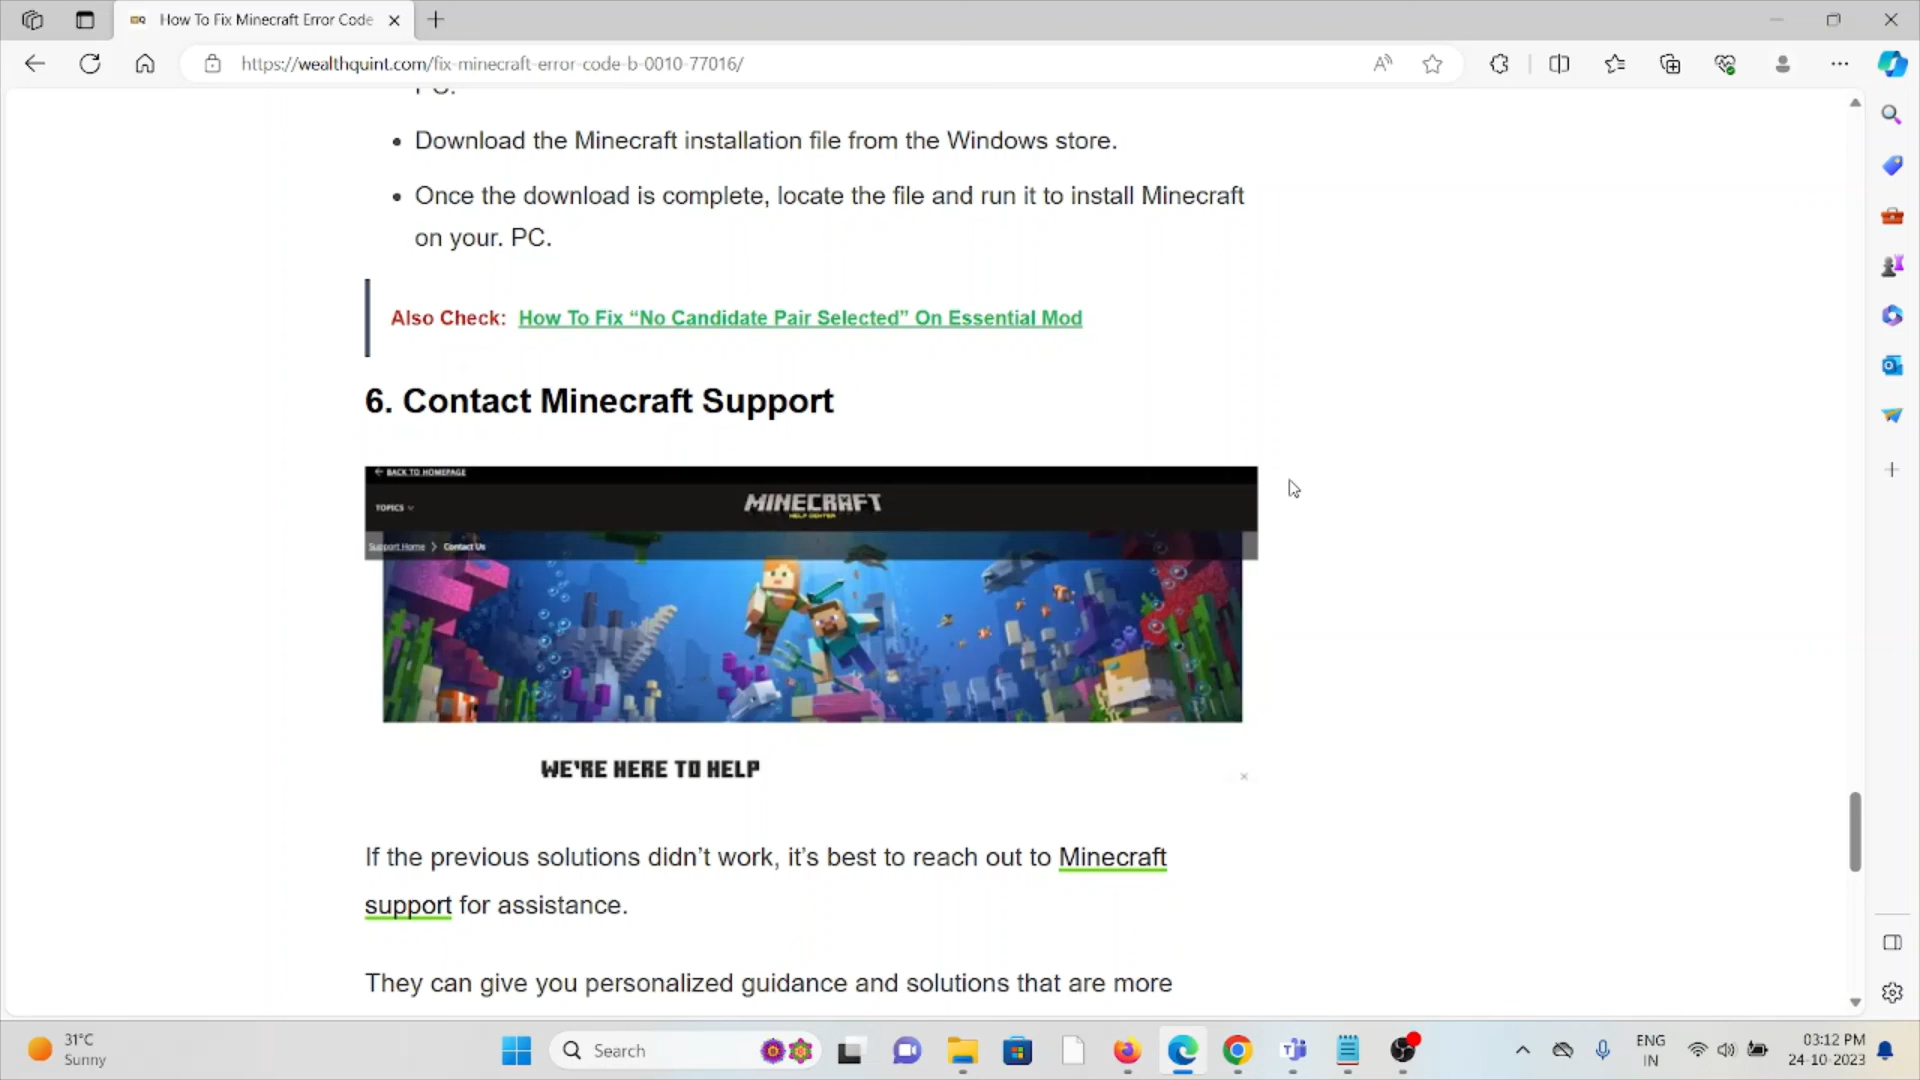 How To Fix Minecraft Error Code
https://wealthquint.com/fix-minecraft-error-code-b-0010-77016/
PC.
• Download the Minecraft installation file from the Windows store.
• Once the download is complete, locate the file and run it to install Minecraft
on your. PC.
Also Check: How To Fix “No Candidate Pair Selected” On Essential Mod
6. Contact Minecraft Support
BACK TO HOMEPAGE
TOPICS
MINECRAFT
HELP CENTER
Support Home > Contact Us
WE'RE HERE TO HELP
If the previous solutions didn’t work, it’s best to reach out to Minecraft
support for assistance.
They can give you personalized guidance and solutions that are more
31°C
Sunny
Search
ENG
IN
03:12 PM
24-10-2023